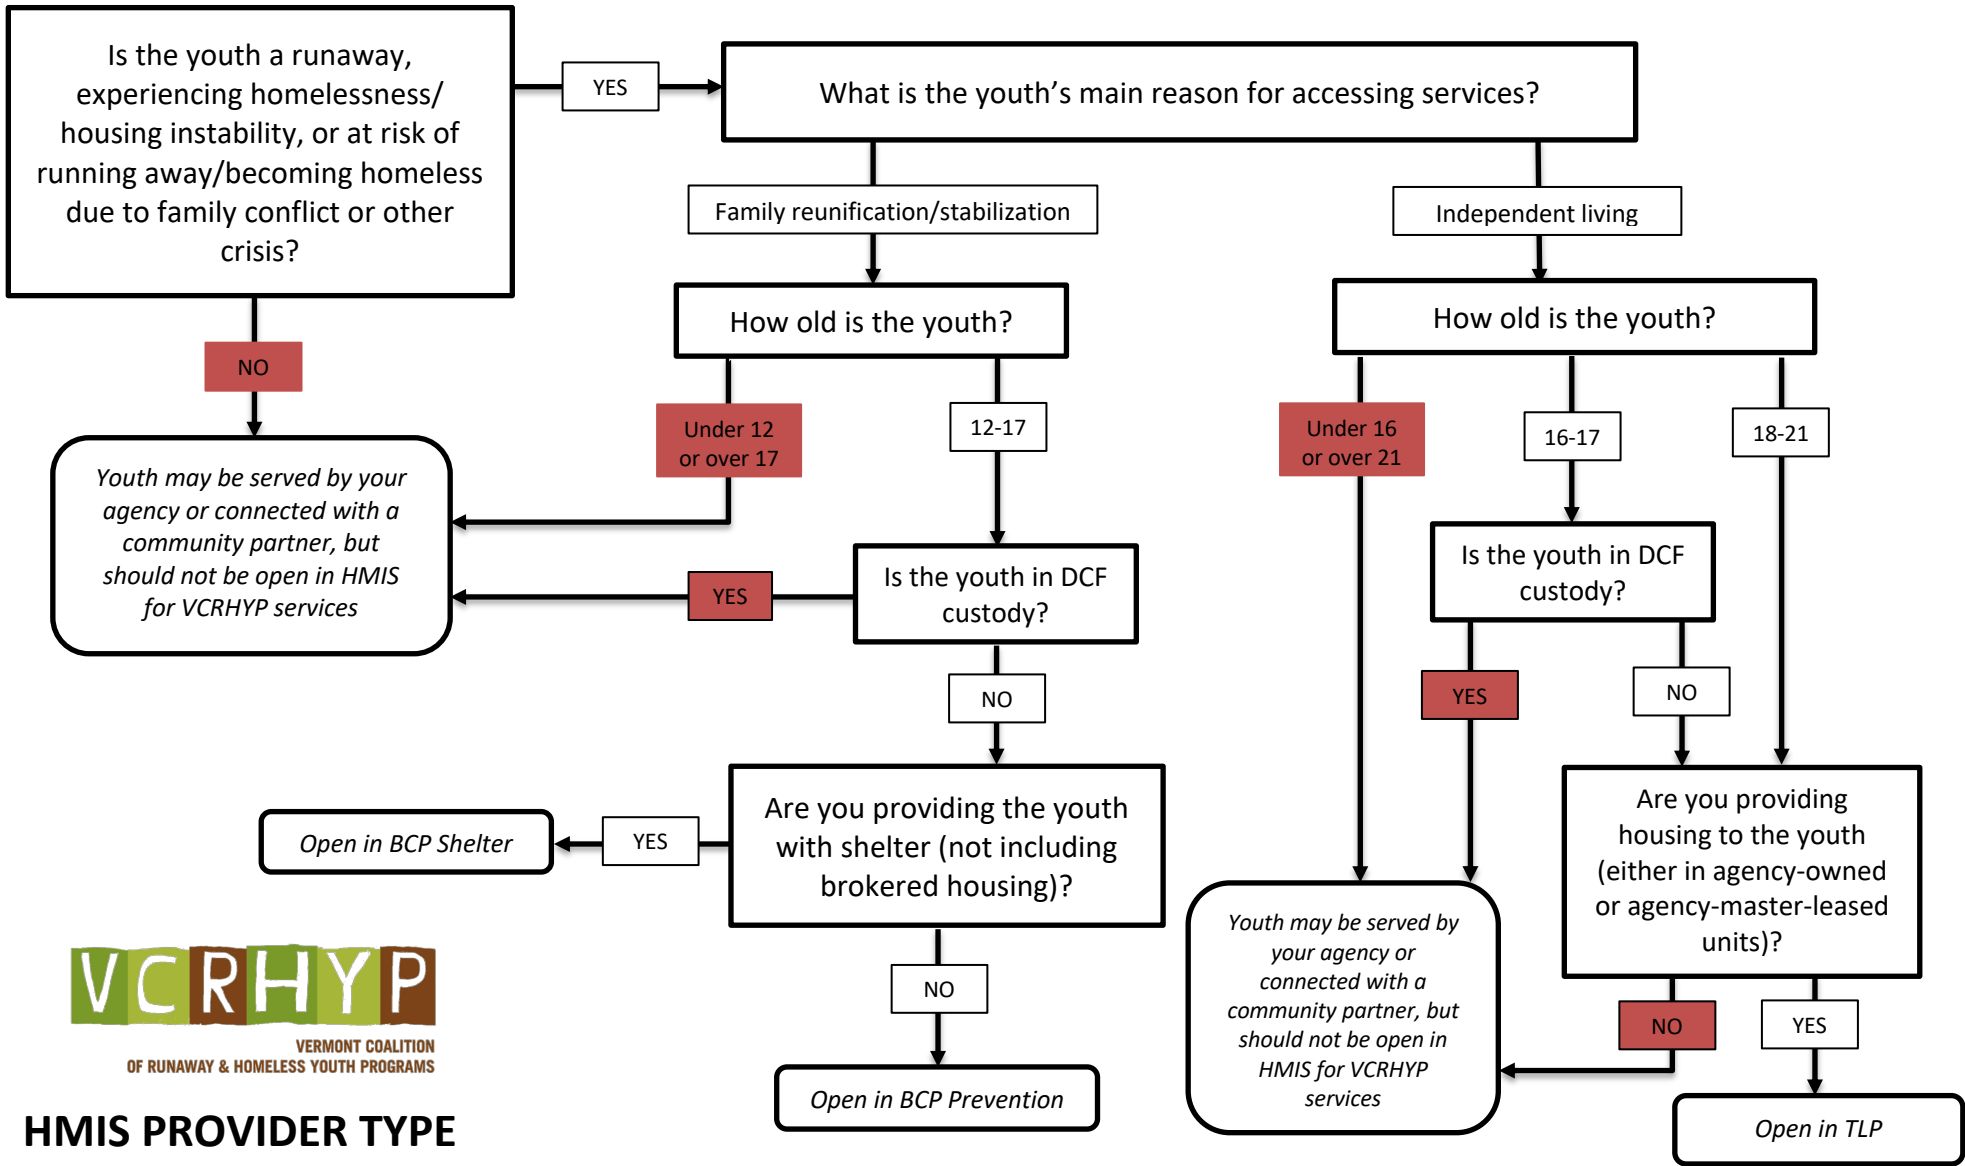 Is the youth a runaway,
experiencing homelessness/
housing instability, or at risk of
running away/becoming homeless
due to family conflict or other
crisis?
YES
What is the youth's main reason for accessing services?
Family reunification/stabilization
Independent living
How old is the youth?
How old is the youth?
NO
Under 12
or over 17
12-17
Under 16
or over 21
16-17
18-21
Youth may be served by your
agency or connected with a
community partner, but
should not be open in HMIS
for VCRHYP services
YES
Is the youth in DCF
custody?
Is the youth in DCF
custody?
NO
YES
NO
Open in BCP Shelter
YES
Are you providing the youth
with shelter (not including
brokered housing)?
Are you providing
housing to the youth
(either in agency-owned
or agency-master-leased
units)?
Youth may be served by
your agency or
connected with a
community partner, but
should not be open in
HMIS for VCRHYP
services
NO
NO
YES
Open in BCP Prevention
Open in TLP
VCRHYP
VERMONT COALITION
OF RUNAWAY & HOMELESS YOUTH PROGRAMS
HMIS PROVIDER TYPE